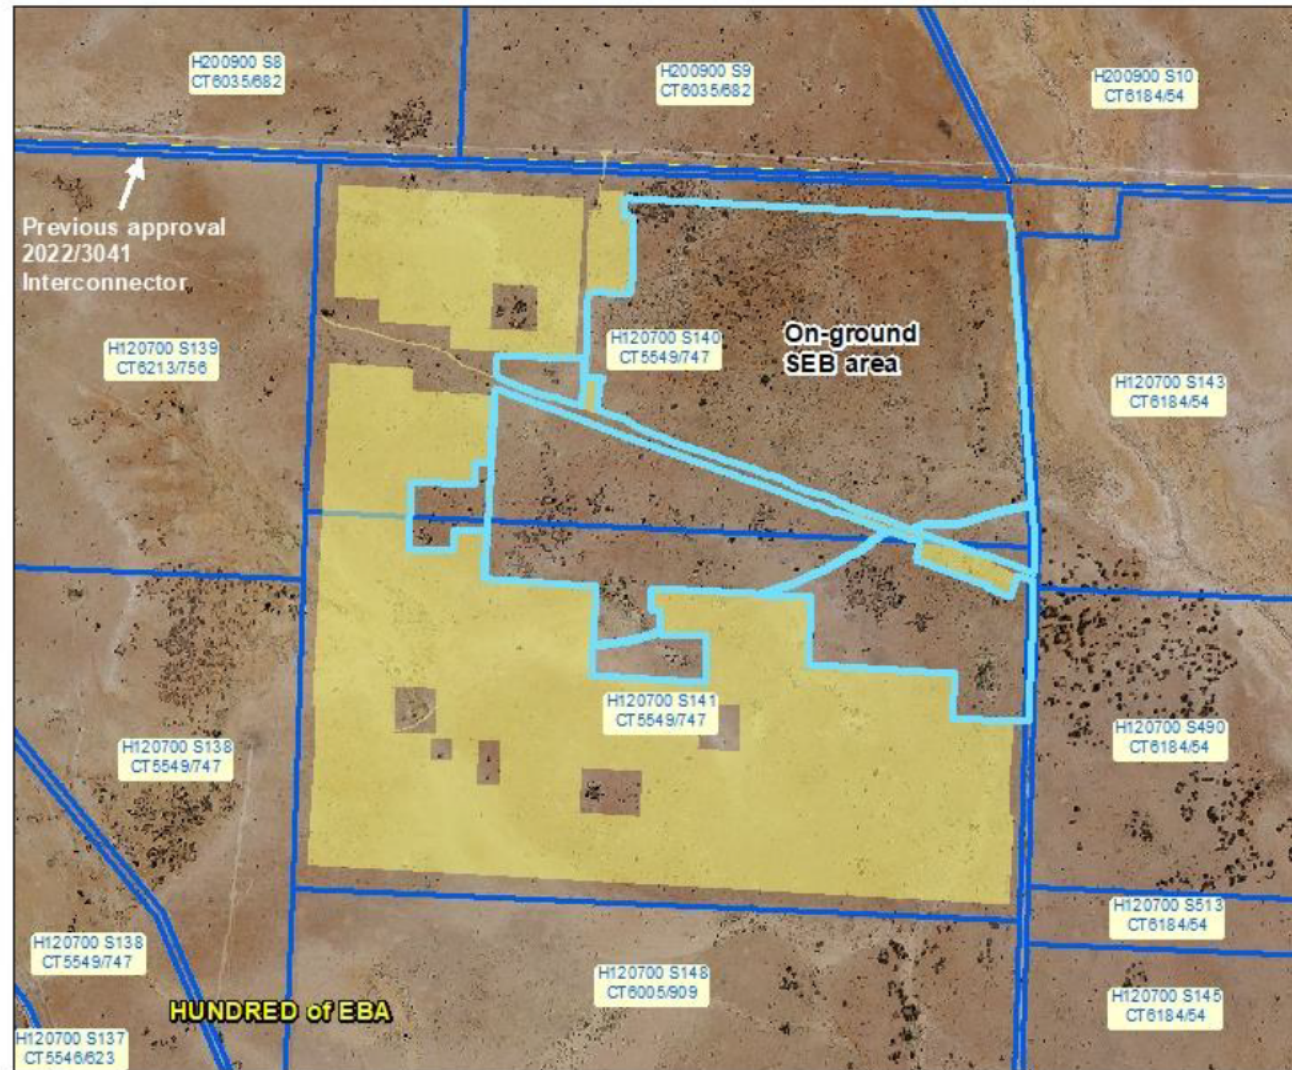 H200900 S8
CT6035/682
H200900 S9
CT6035/682
H200900 S10
CT6184/54
Previous approval
2022/3041
Interconnector
H120700 S139
CT6213/756
H120700 S140
CT5549/747
On-ground
SEB area
H120700 S143
CT6184/54
H120700 S138
CT5549/747
H120700 S141
CT5549/747
H120700 S490
CT6184/54
H120700 S513
CT6184/54
H120700 S138
CT5549/747
H120700 S148
CT6005/909
H120700 S145
CT6184/54
HUNDRED of EBA
H120700 S137
CT5546/623